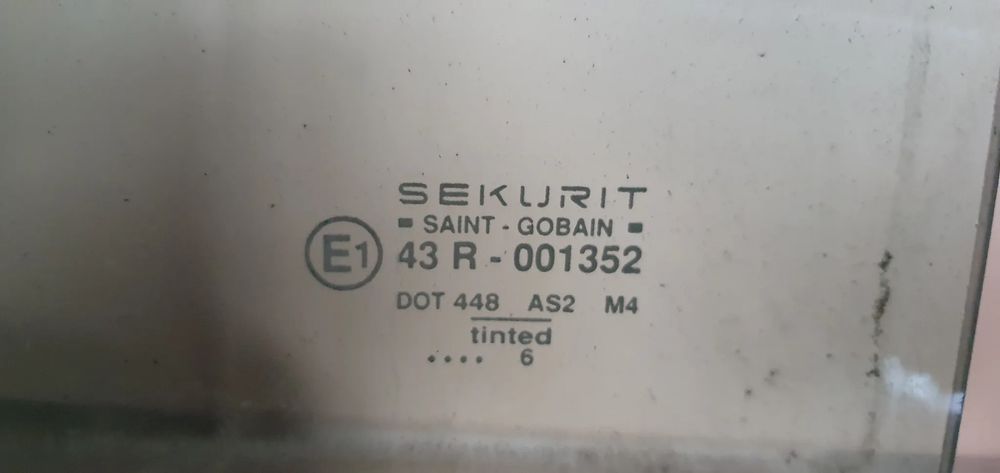 SEKURIT
SAINT - GOBAIN
E1 43 R - 001352
DOT 448 AS2 M4
tinted
.... 6